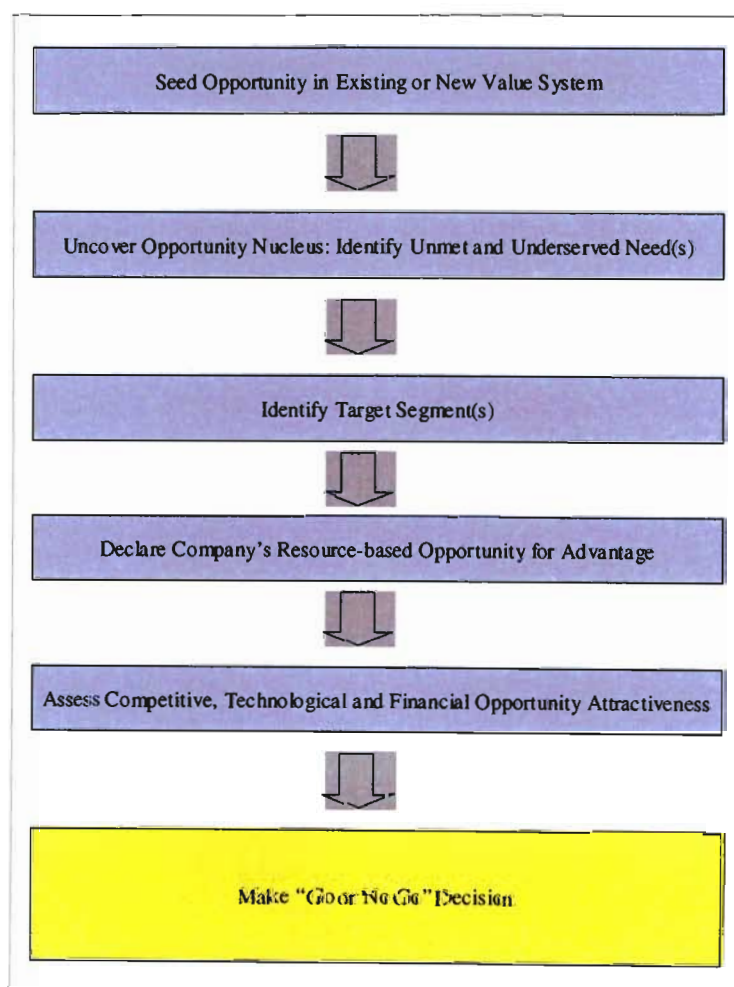 Seed Opportunity in Existing or New Value System
Uncover Opportunity Nucleus: Identify Unmet and Underserved Need(s)
Identify Target Segment(s)
Declare Company's Resource-based Opportunity for Advantage
Assess Competitive, Technological and Financial Opportunity Attractiveness
Make “Go or No Go” Decision